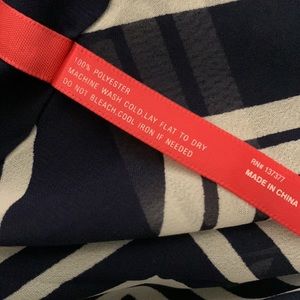 100% POLYESTER
MACHINE WASH COLD,LAY FLAT TO DRY
DO NOT BLEACH,COOL IRON IF NEEDED
RN# 137377
MADE IN CHINA